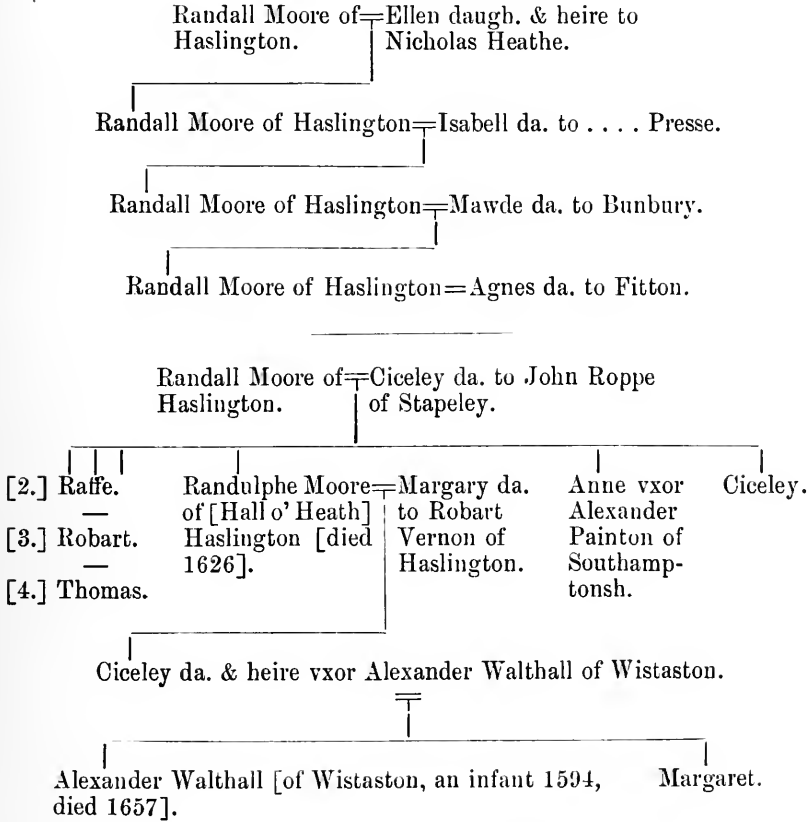 Randall Moore of=Ellen daugh. & heire to
Haslington. Nicholas Heathe.
Randall Moore of Haslington=Isabell da. to .... Presse.
Randall Moore of Haslington=Mawde da. to Bunbury.
Randall Moore of Haslington=Agnes da. to Fitton.
Randall Moore of=Ciceley da. to John Roppe
Haslington. of Stapeley.
[2.] Raffe.
—
[3.] Robart.
—
[4.] Thomas.
Randulphe Moore=Margary da.
of [Hall o' Heath] to Robart
Haslington [died Vernon of
1626]. Haslington.
Anne vxor
Alexander
Painton of
Southamp-
tonsh.
Ciceley.
Ciceley da. & heire vxor Alexander Walthall of Wistaston.
Alexander Walthall [of Wistaston, an infant 1594,
died 1657].
Margaret.